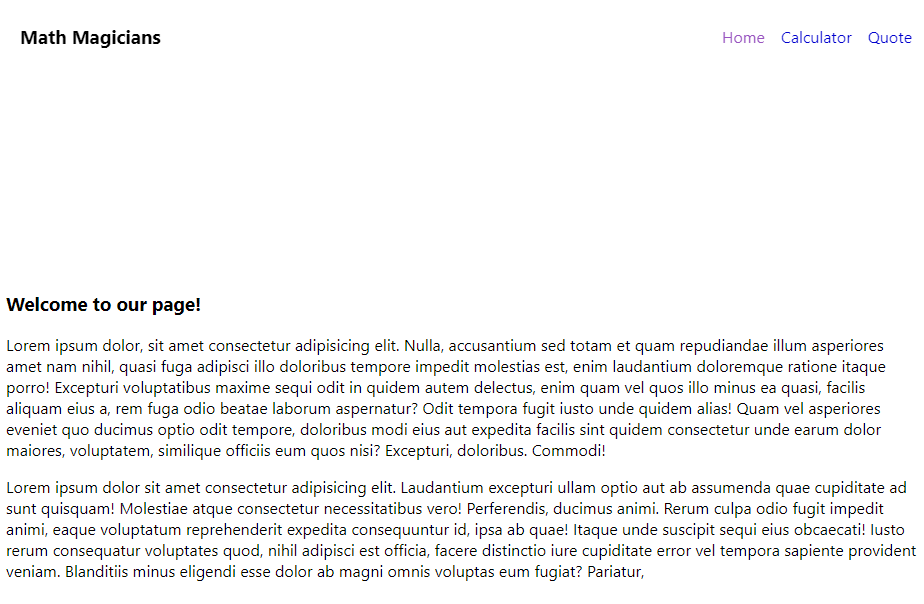 Math Magicians
Home Calculator Quote
Welcome to our page!
Lorem ipsum dolor, sit amet consectetur adipisicing elit. Nulla, accusantium sed totam et quam repudiandae illum asperiores
amet nam nihil, quasi fuga adipisci illo doloribus tempore impedit molestias est, enim laudantium doloremque ratione itaque
porro! Excepturi voluptatibus maxime sequi odit in quidem autem delectus, enim quam vel quos illo minus ea quasi, facilis
aliquam eius a, rem fuga odio beatae laborum aspernatur? Odit tempora fugit iusto unde quidem alias! Quam vel asperiores
eveniet quo ducimus optio odit tempore, doloribus modi eius aut expedita facilis sint quidem consectetur unde earum dolor
maiores, voluptatem, similique officiis eum quos nisi? Excepturi, doloribus. Commodi!
Lorem ipsum dolor sit amet consectetur adipisicing elit. Laudantium excepturi ullam optio aut ab assumenda quae cupiditate ad
sunt quisquam! Molestiae atque consectetur necessitatibus vero! Perferendis, ducimus animi. Rerum culpa odio fugit impedit
animi, eaque voluptatum reprehenderit expedita consequuntur id, ipsa ab quae! Itaque unde suscipit sequi eius obcaecati! Iusto
rerum consequatur voluptates quod, nihil adipisci est officia, facere distinctio iure cupiditate error vel tempora sapiente provident
veniam. Blanditiis minus eligendi esse dolor ab magni omnis voluptas eum fugiat? Pariatur,